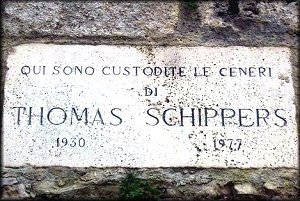 QUI SONO CUSTODITE LE CENERI
DI
THOMAS SCHIPPERS
1930 1977